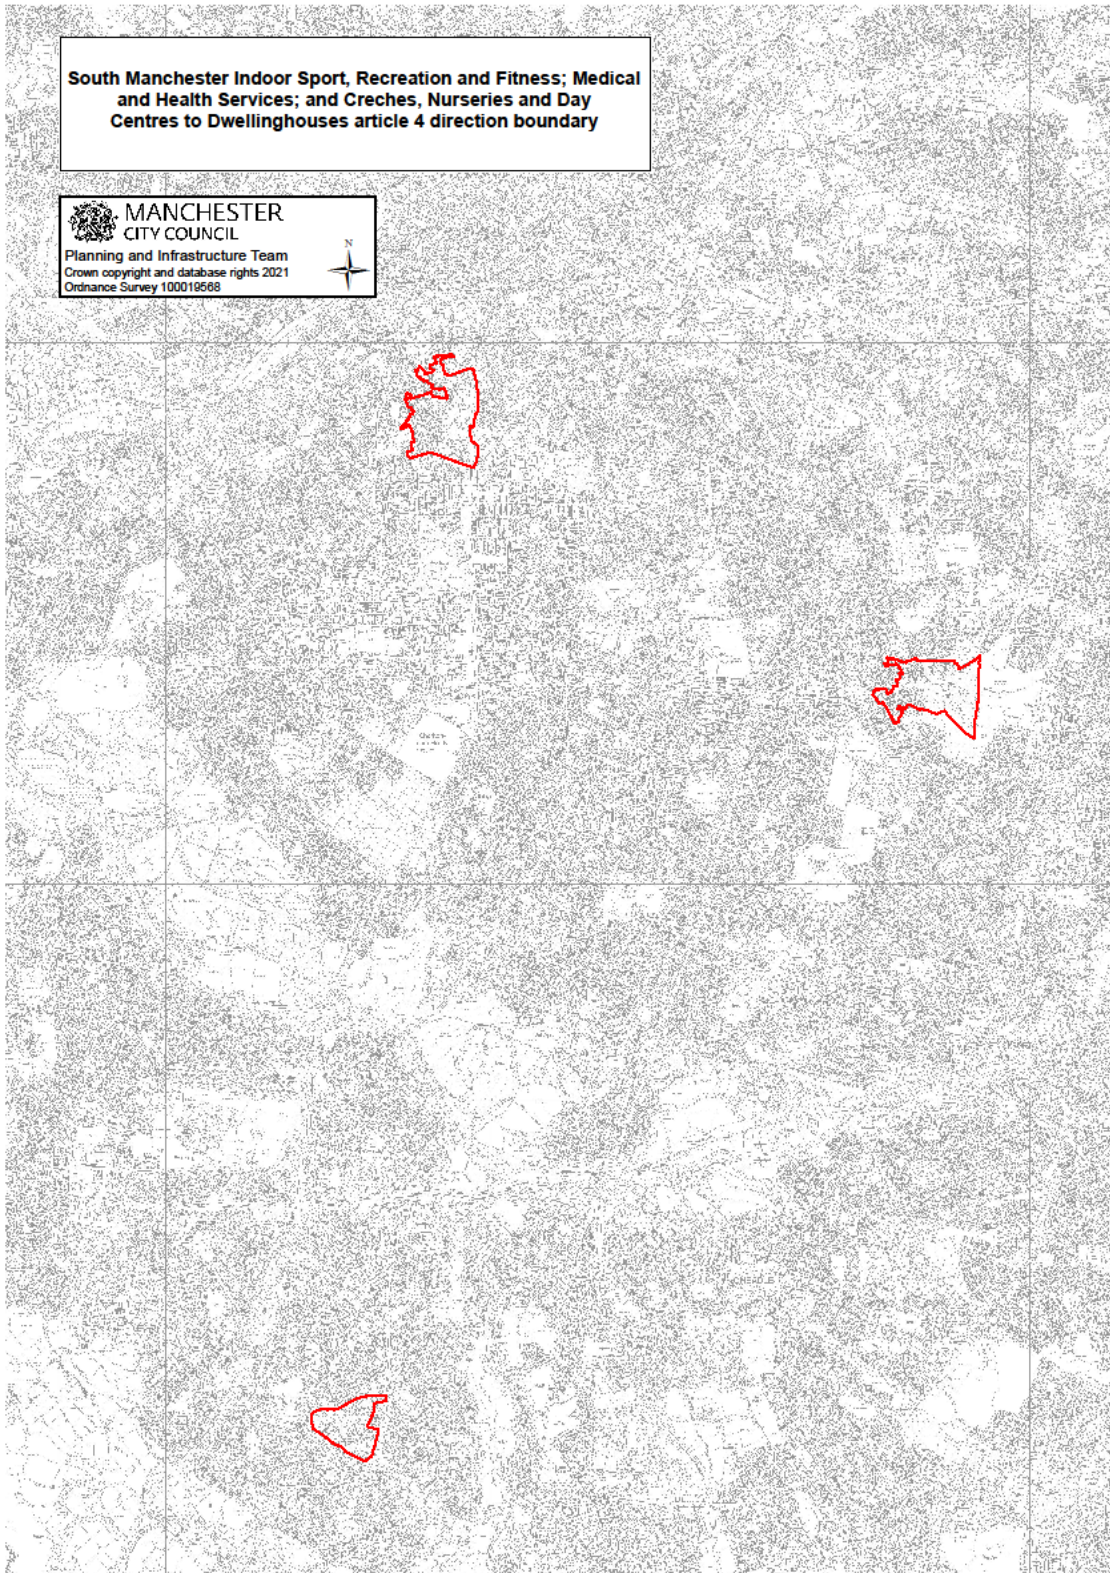 South Manchester Indoor Sport, Recreation and Fitness; Medical
and Health Services; and Creches, Nurseries and Day
Centres to Dwellinghouses article 4 direction boundary
MANCHESTER
CITY COUNCIL
N
Planning and Infrastructure Team
Crown copyright and database rights 2021
Ordnance Survey 100019568